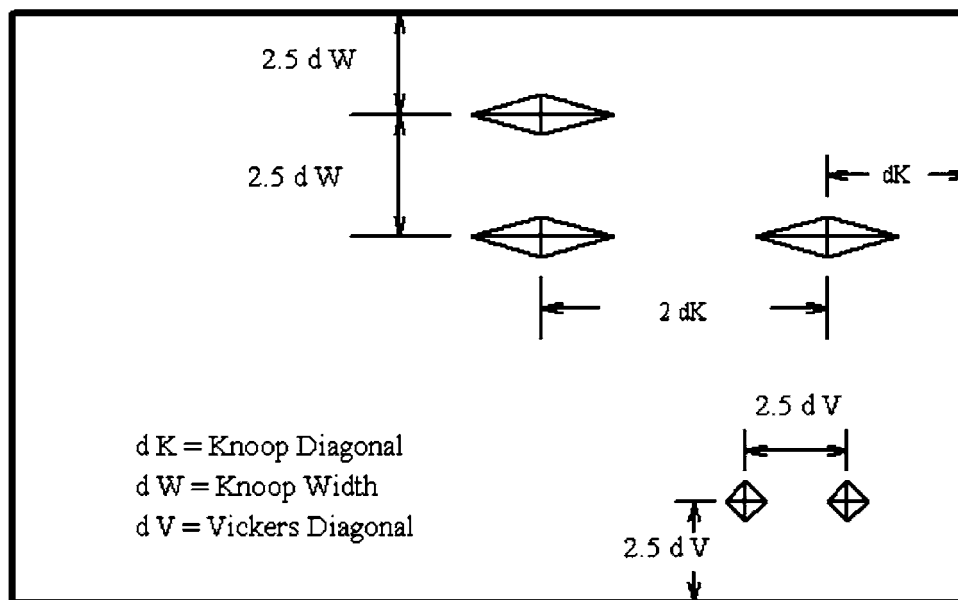 2.5 d W
2.5 d W
dK
2 dK
2.5 d V
d K = Knoop Diagonal
d W = Knoop Width
d V = Vickers Diagonal
2.5 d V